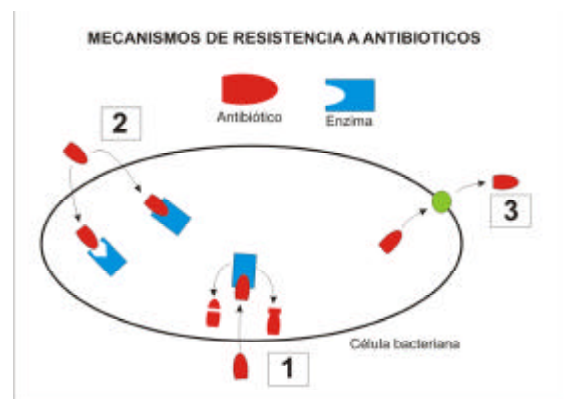 MECANISMOS DE RESISTENCIA A ANTIBIOTICOS
Antibiótico
Enzima
2
3
Célula bacteriana
1